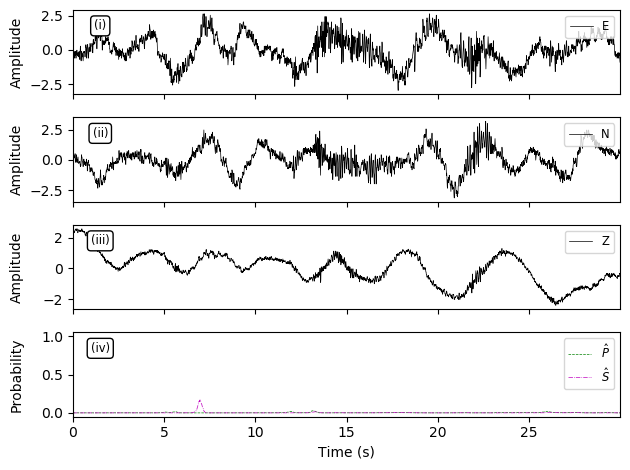 2.5
0.0
−2.5
Amplitude
(i)
E
2.5
0.0
−2.5
Amplitude
(ii)
N
2
0
−2
Amplitude
(iii)
Z
1.0
0.5
0.0
Probability
(iv)
P̂
Ŝ
0 5 10 15 20 25
Time (s)